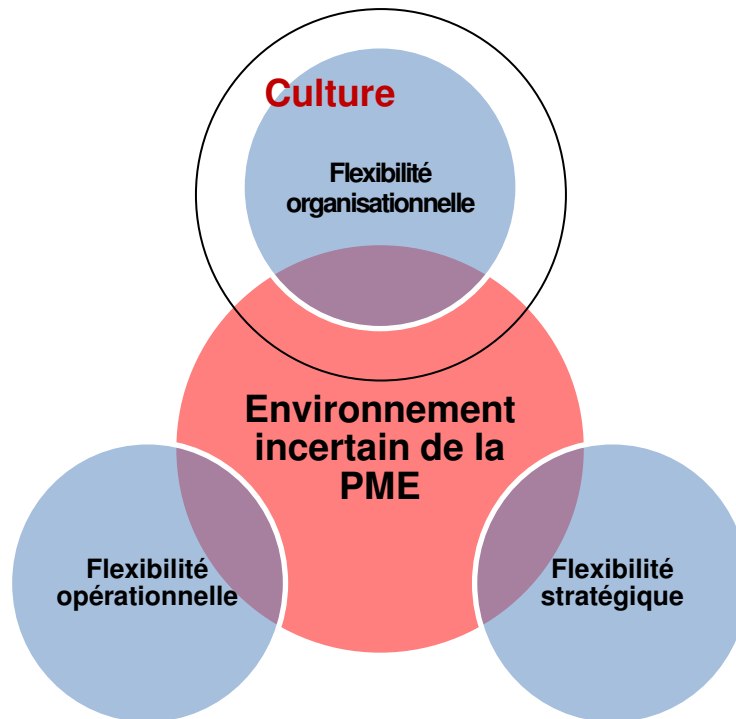 Culture
Flexibilité
organisationnelle
Environnement
incertain de la
PME
Flexibilité
opérationnelle
Flexibilité
stratégique